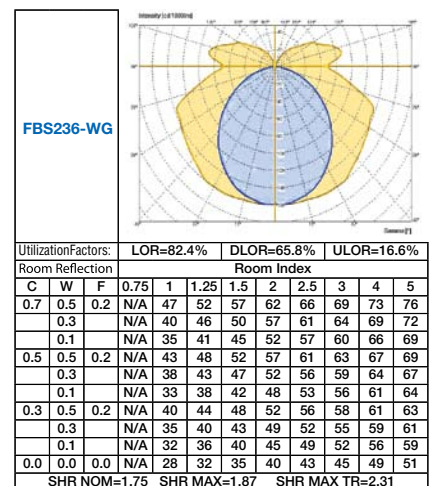 Intensity [cd/1000lm]
FBS236-WG
Gamma [°]
UtilizationFactors: LOR=82.4% DLOR=65.8% ULOR=16.6%
Room Reflection Room Index
C W F 0.75 1 1.25 1.5 2 2.5 3 4 5
0.7 0.5 0.2 N/A 47 52 57 62 66 69 73 76
0.3 N/A 40 46 50 57 61 64 69 72
0.1 N/A 35 41 45 52 57 60 66 69
0.5 0.5 0.2 N/A 43 48 52 57 61 63 67 69
0.3 N/A 38 43 47 52 56 59 64 67
0.1 N/A 33 38 42 48 53 56 61 64
0.3 0.5 0.2 N/A 40 44 48 52 56 58 61 63
0.3 N/A 35 40 43 49 52 55 59 61
0.1 N/A 32 36 40 45 49 52 56 59
0.0 0.0 0.0 N/A 28 32 35 40 43 45 49 51
SHR NOM=1.75 SHR MAX=1.87 SHR MAX TR=2.31